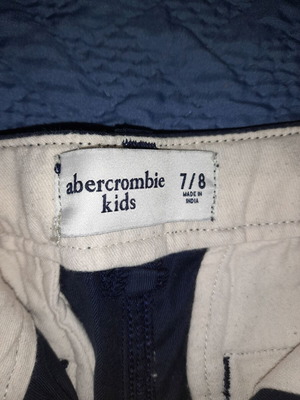 abercrombie
kids
7/8
MADE IN
INDIA